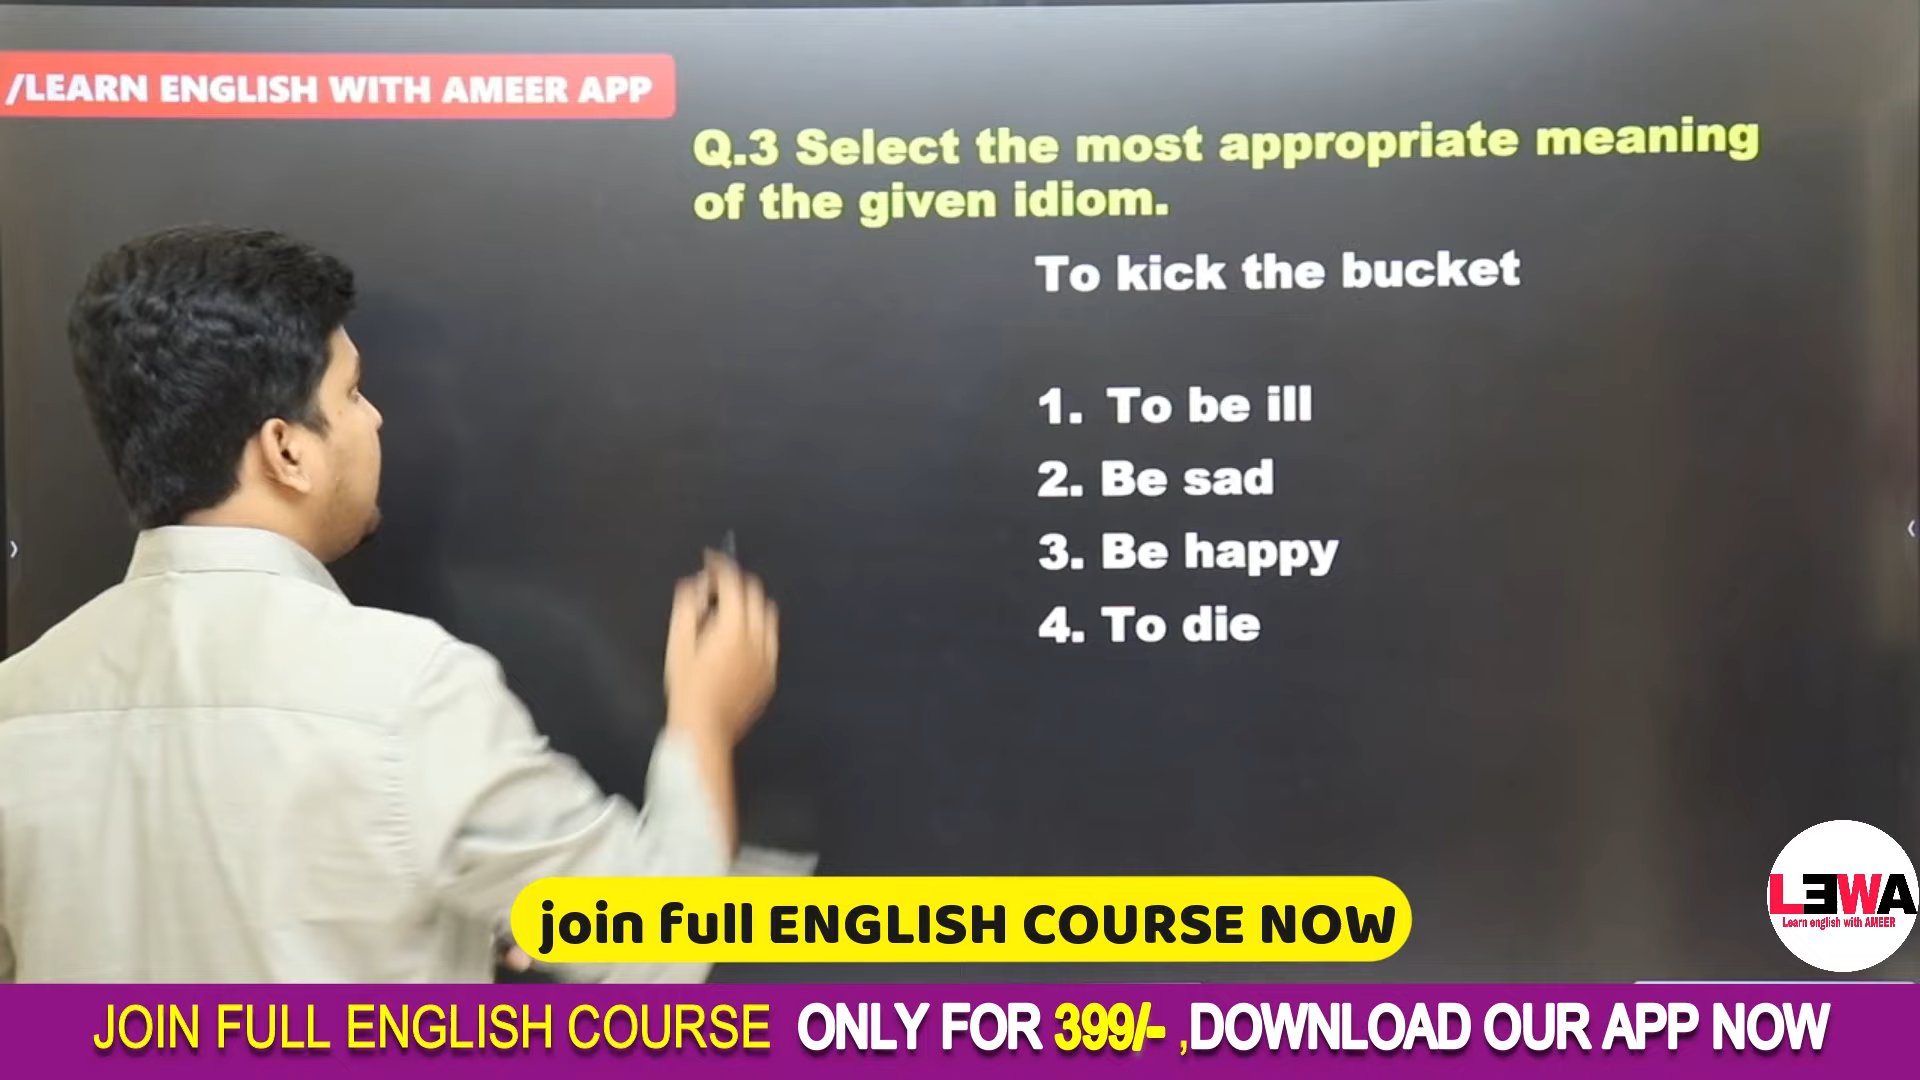 /LEARN ENGLISH WITH AMEER APP
Q.3 Select the most appropriate meaning
of the given idiom.
To kick the bucket
1. To be ill
2. Be sad
3. Be happy
4. To die
join full ENGLISH COURSE NOW
LEWA
Learn english with AMEER
JOIN FULL ENGLISH COURSE ONLY FOR 399/- ,DOWNLOAD OUR APP NOW